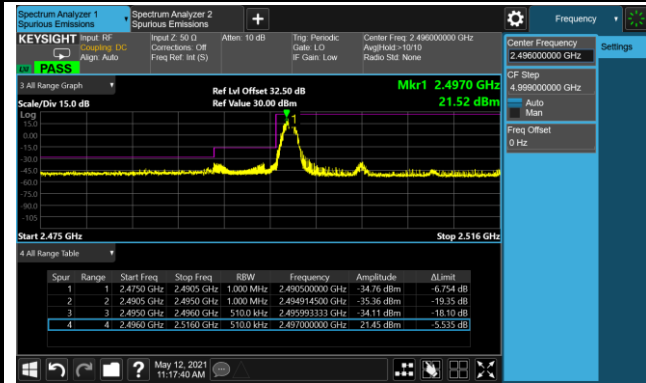 Spectrum Analyzer 1
Spurious Emissions
Spectrum Analyzer 2
Spurious Emissions
+
Frequency
KEYSIGHT
Input: RF
Coupling: DC
Align: Auto
Input Z: 50 Ω
Corrections: Off
Freq Ref: Int (S)
Atten: 10 dB
Trig: Periodic
Gate: LO
IF Gain: Low
Center Freq: 2.496000000 GHz
Avg|Hold:>10/10
Radio Std: None
PASS
Center Frequency
2.496000000 GHz
Settings
CF Step
4.999000000 GHz
Auto
Man
Freq Offset
0 Hz
3 All Range Graph
Ref Lvl Offset 32.50 dB
Mkr1 2.4970 GHz
Scale/Div 15.0 dB
Ref Value 30.00 dBm
21.52 dBm
Log
15.0
0.00
-15.0
-30.0
-45.0
-60.0
-75.0
-90.0
-105
1
Start 2.475 GHz
Stop 2.516 GHz
4 All Range Table
Spur Range Start Freq Stop Freq RBW Frequency Amplitude ΔLimit
1 1 2.4750 GHz 2.4905 GHz 1.000 MHz 2.490500000 GHz -34.76 dBm -6.754 dB
2 2 2.4905 GHz 2.4950 GHz 1.000 MHz 2.494914500 GHz -35.36 dBm -19.35 dB
3 3 2.4950 GHz 2.4960 GHz 510.0 kHz 2.495993333 GHz -34.11 dBm -18.10 dB
4 4 2.4960 GHz 2.5160 GHz 510.0 kHz 2.497000000 GHz 21.45 dBm -5.535 dB
?
May 12, 2021
11:17:40 AM